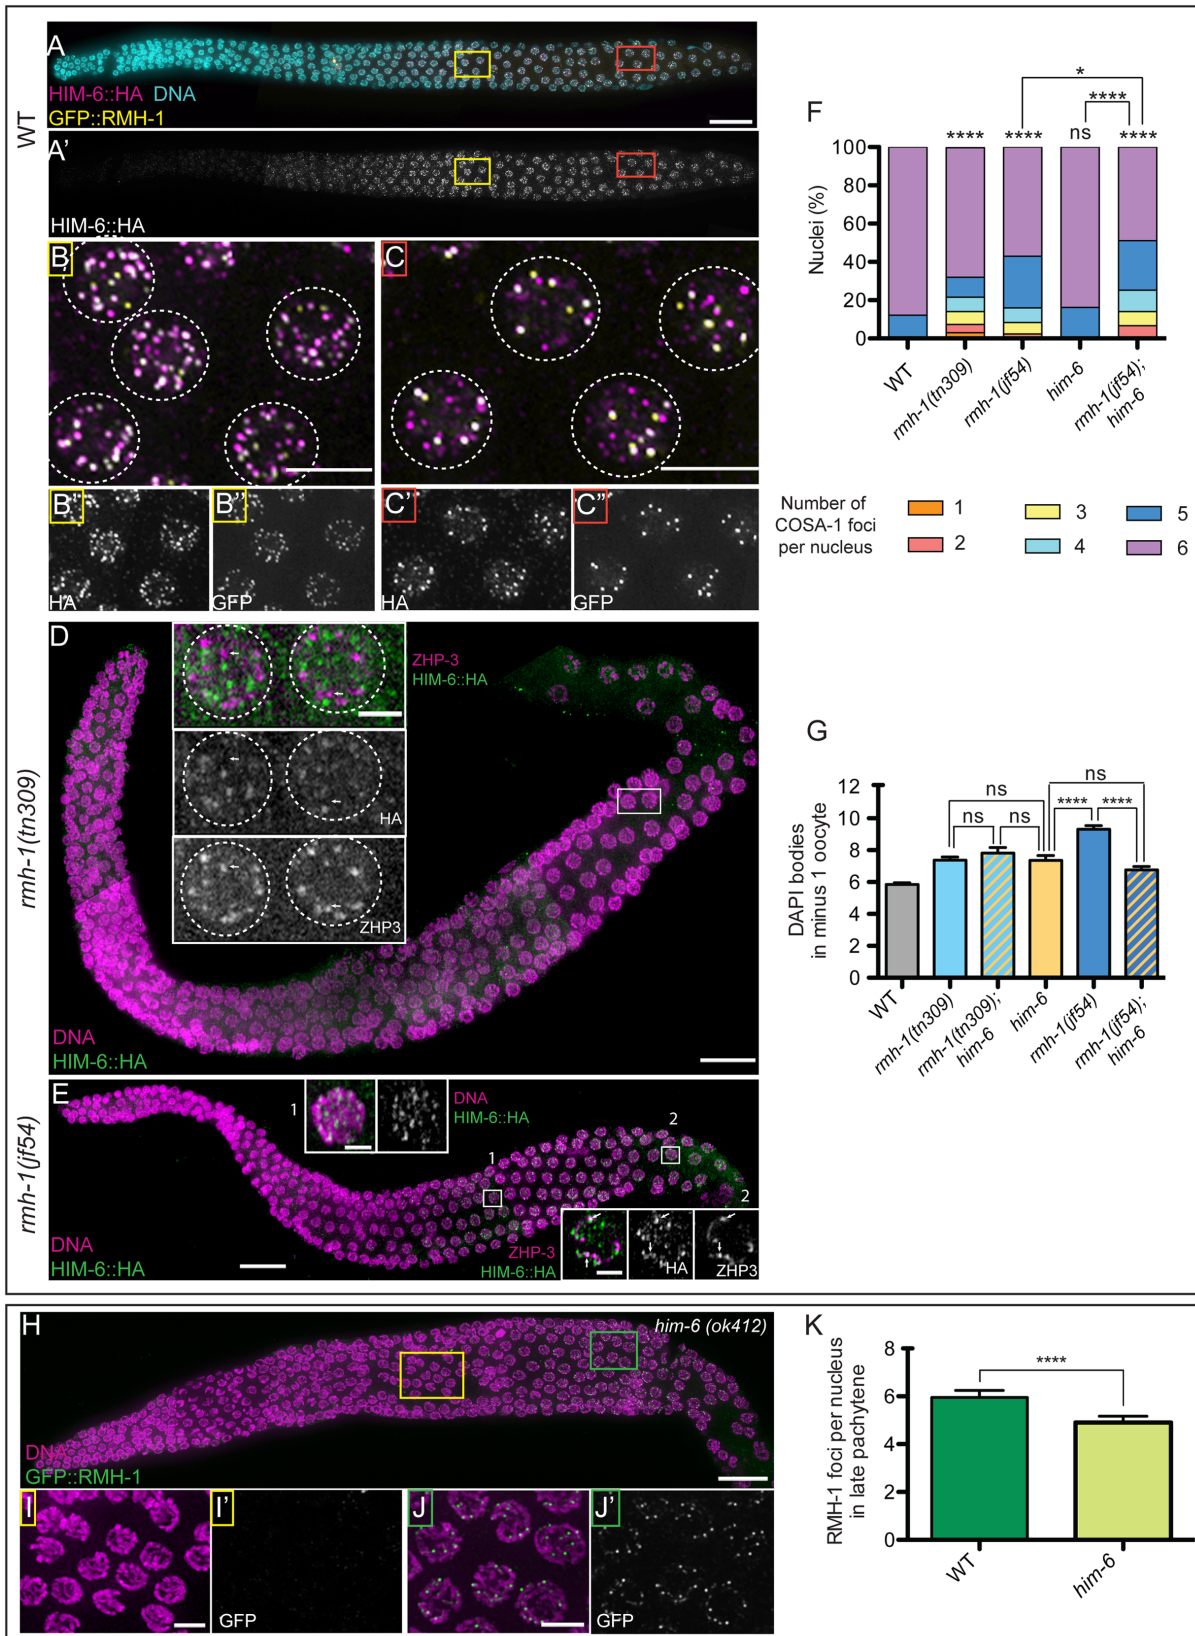 WT
A
HIM-6::HA DNA
GFP::RMH-1
A'
HIM-6::HA
B
C
B'
HA
B''
GFP
C'
HA
C"
GFP
rmh-1(tn309)
D
ZHP-3
HIM-6::HA
HA
ZHP3
DNA
HIM-6::HA
rmh-1(jf54)
E
1
DNA
HIM-6::HA
1
2
2
DNA
HIM-6::HA
ZHP-3
HIM-6::HA
HA
ZHP3
F
*
****
**** **** ns ****
Nuclei (%)
100
80
60
40
20
0
WT
rmh-1(tn309)
rmh-1(jf54)
him-6
rmh-1(jf54);
him-6
Number of
COSA-1 foci
per nucleus
1
2
3
4
5
6
G
DAPI bodies
in minus 1 oocyte
12
10
8
6
4
2
0
ns
ns
ns
ns
****
****
WT
rmh-1(tn309)
rmh-1(tn309);
him-6
him-6
rmh-1(jf54)
rmh-1(jf54);
him-6
H
him-6 (ok412)
DNA
GFP::RMH-1
I
I'
GFP
J
J'
GFP
K
RMH-1 foci per nucleus
in late pachytene
8
6
4
2
0
****
WT
him-6